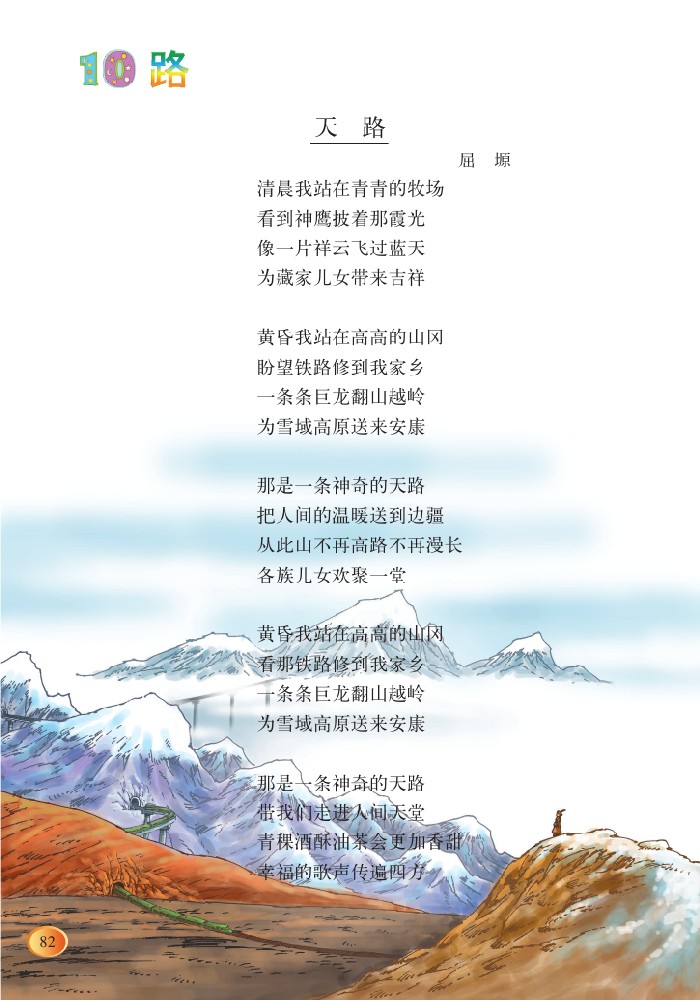 10 路
天 路
屈 塬
清晨我站在青青的牧场
看到神鹰披着那霞光
像一片祥云飞过蓝天
为藏家儿女带来吉祥
黄昏我站在高高的山冈
盼望铁路修到我家乡
一条条巨龙翻山越岭
为雪域高原送来安康
那是一条神奇的天路
把人间的温暖送到边疆
从此山不再高路不再漫长
各族儿女欢聚一堂
黄昏我站在高高的山冈
看那铁路修到我家乡
一条条巨龙翻山越岭
为雪域高原送来安康
那是一条神奇的天路
带我们走进人间天堂
青稞酒酥油茶会更加香甜
幸福的歌声传遍四方
82